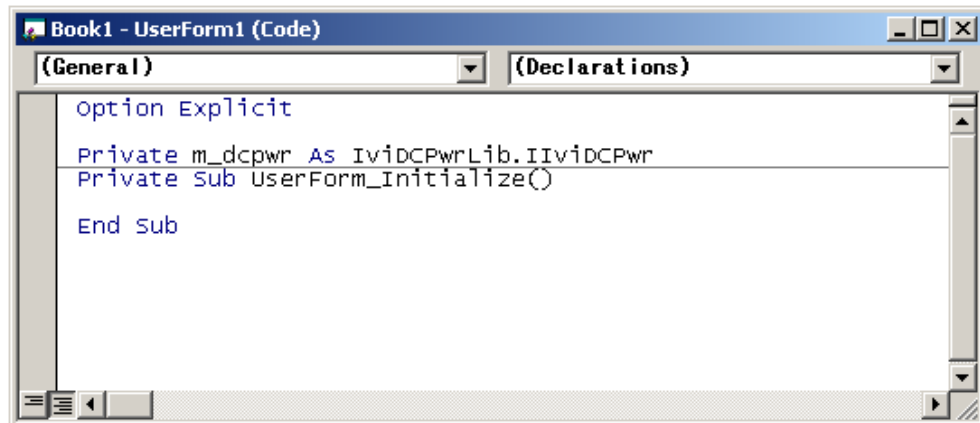 Book1 - UserForm1 (Code)
(General) (Declarations)
Option Explicit
Private m_dcpwr As IviDCPwrLib.IIviDCPwr
Private Sub UserForm_Initialize()
End Sub